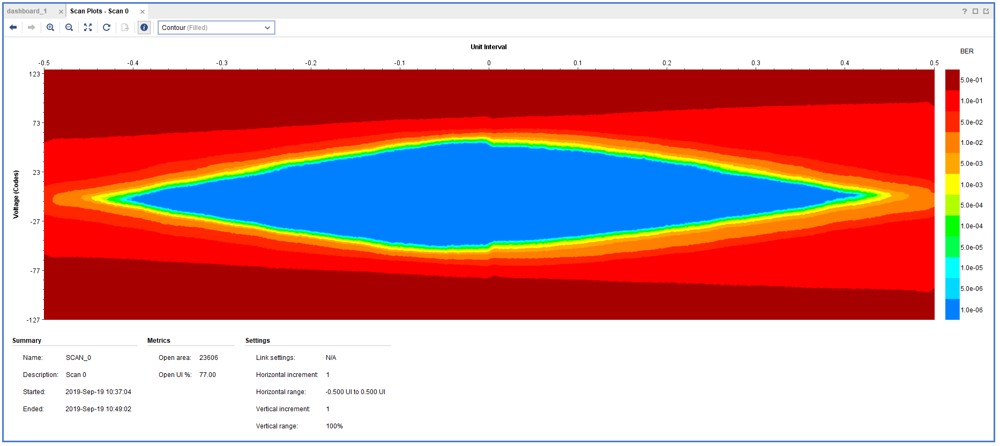 dashboard_1 × Scan Plots - Scan 0 × ?
Contour (Filled)
Unit Interval
BER
-0.5 -0.4 -0.3 -0.2 -0.1 0 0.1 0.2 0.3 0.4 0.5
Voltage (Codes)
123
73
23
-27
-77
-127
5.0e-01
1.0e-01
5.0e-02
1.0e-02
5.0e-03
1.0e-03
5.0e-04
1.0e-04
5.0e-05
1.0e-05
5.0e-06
1.0e-06
Summary
Name: SCAN_0
Description: Scan 0
Started: 2019-Sep-19 10:37:04
Ended: 2019-Sep-19 10:49:02
Metrics
Open area: 23606
Open UI %: 77.00
Settings
Link settings: N/A
Horizontal increment: 1
Horizontal range: -0.500 UI to 0.500 UI
Vertical increment: 1
Vertical range: 100%